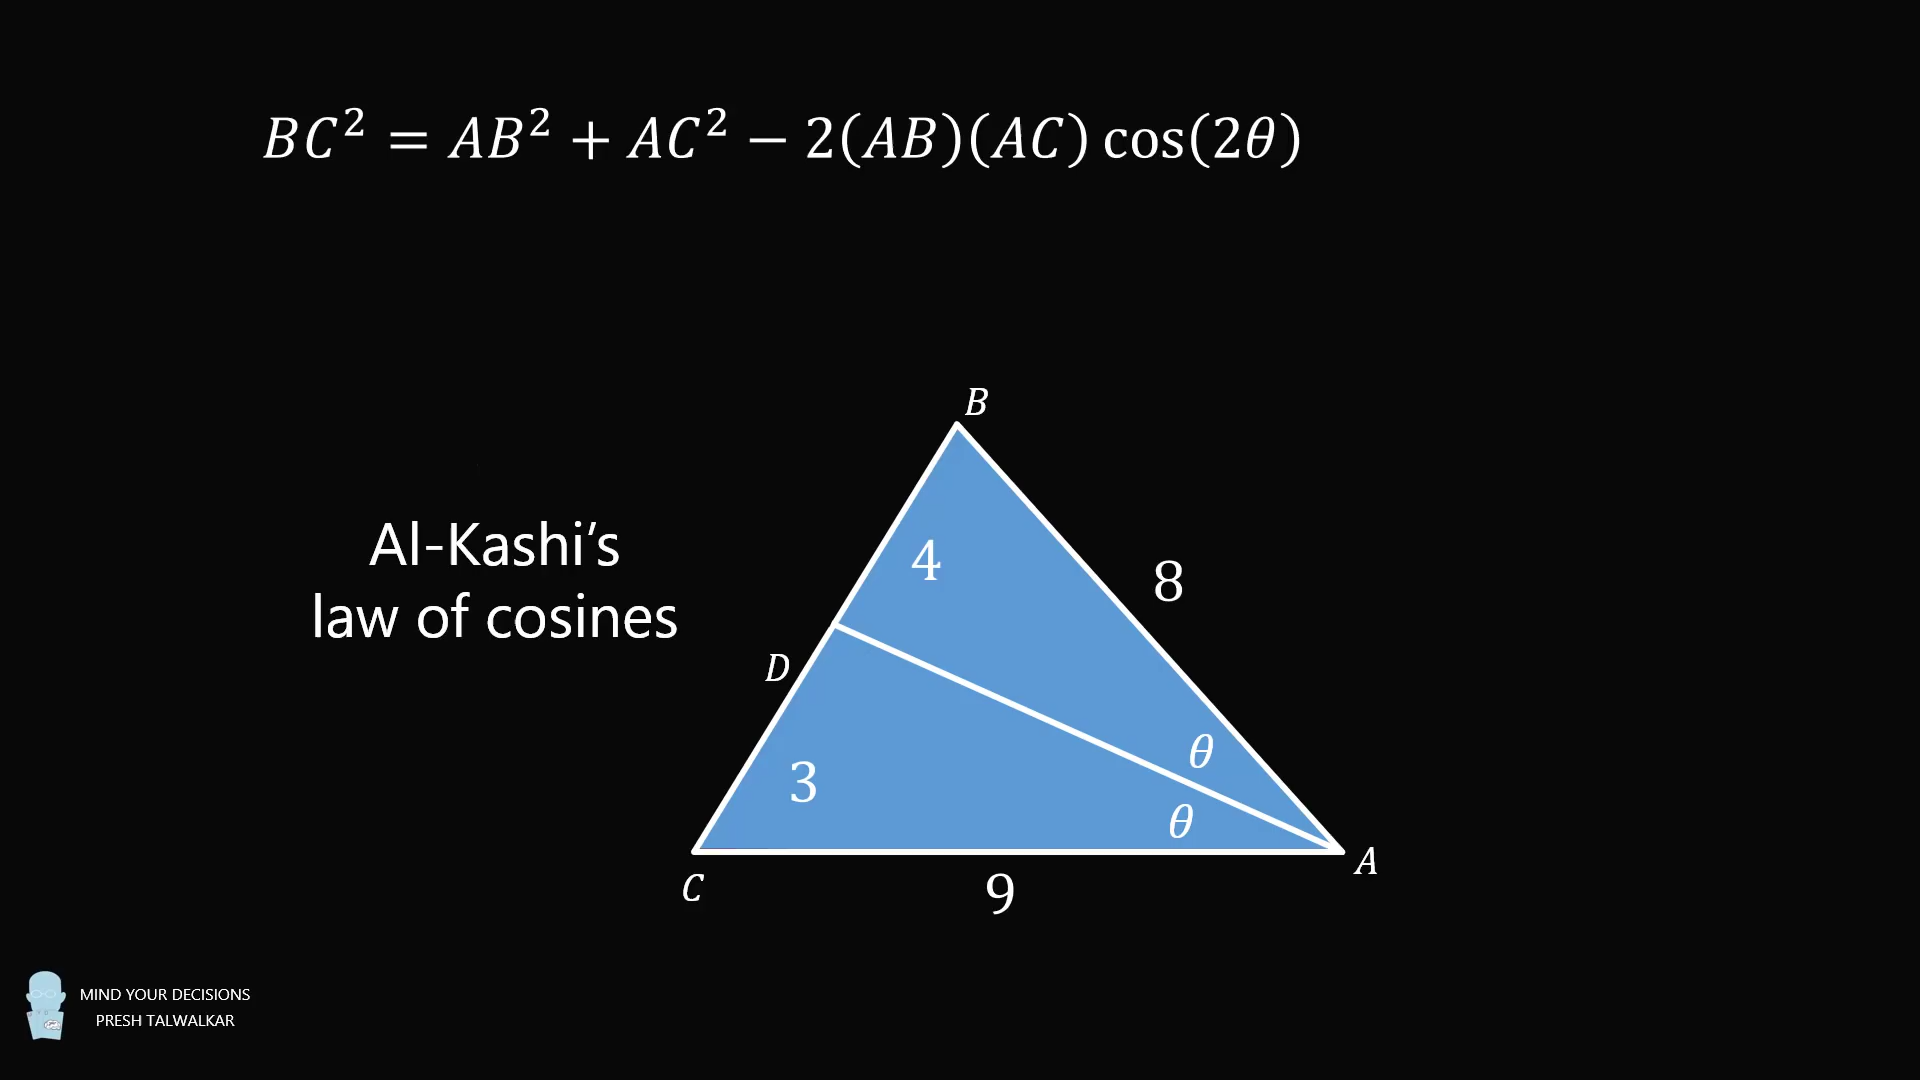 BC² = AB² + AC² − 2(AB)(AC) cos(2θ)
B
Al-Kashi’s
law of cosines
4
8
D
θ
3
θ
C
9
A
MIND YOUR DECISIONS
PRESH TALWALKAR